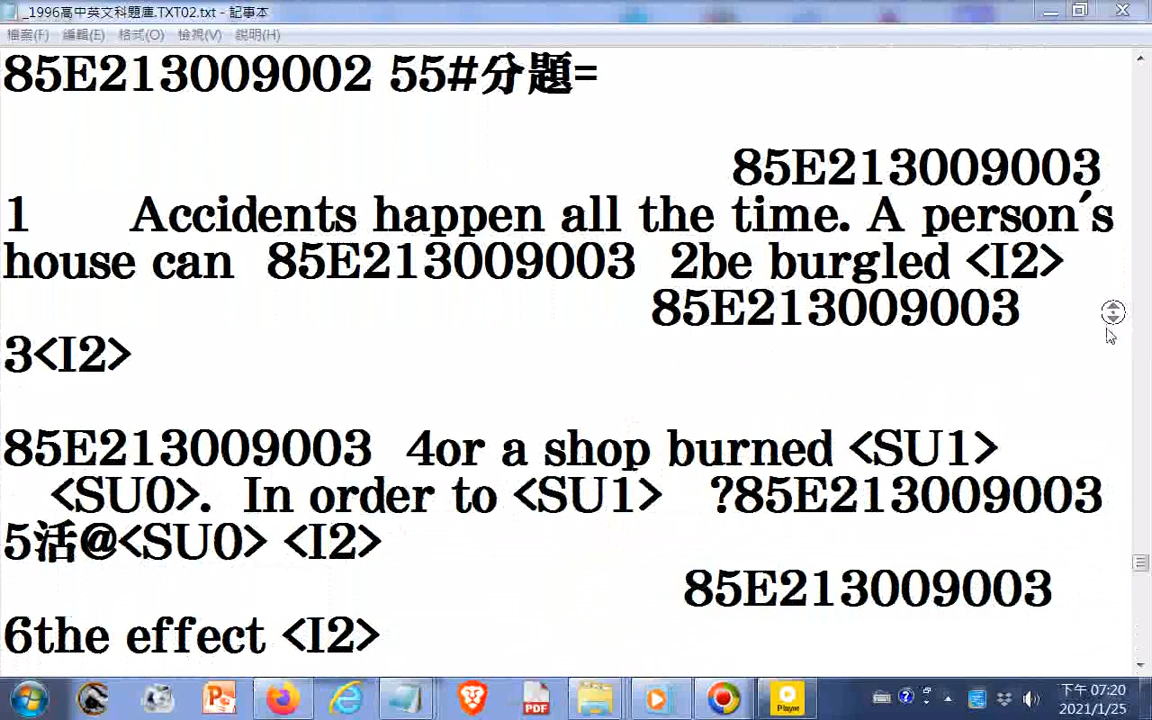 _1996高中英文科題庫.TXT02.txt - 記事本
檔案(F) 編輯(E) 格式(O) 檢視(V) 說明(H)
85E213009002 55#分題=
85E213009003
1 Accidents happen all the time. A person′s
house can 85E213009003 2be burgled <I2>
85E213009003
3<I2>
85E213009003 4or a shop burned <SU1>
<SU0>. In order to <SU1> ?85E213009003
5活@<SU0> <I2>
85E213009003
6the effect <I2>
PDF
Player
下午 07:20
2021/1/25